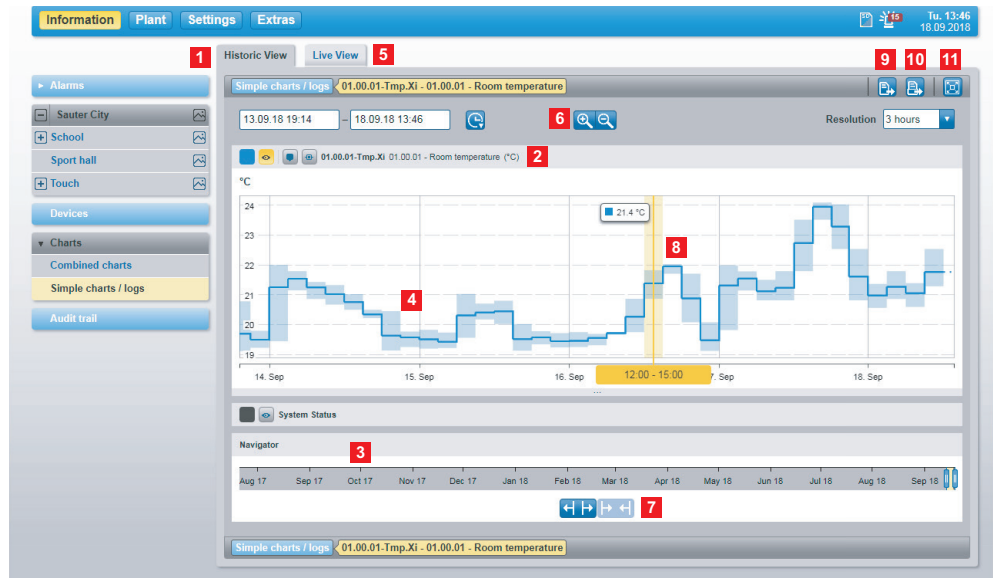 Information Plant Settings Extras
15
Tu. 13:46
18.09.2018
1 Historic View Live View 5
9 10 11
Alarms
Simple charts / logs 01.00.01-Tmp.Xi - 01.00.01 - Room temperature
Sauter City
School
Sport hall
Touch
Devices
Charts
Combined charts
Simple charts / logs
Audit trail
13.09.18 19:14 – 18.09.18 13:46 6 Resolution 3 hours
01.00.01-Tmp.Xi 01.00.01 - Room temperature (°C) 2
°C
24
23
22
21
20
19
21.4 °C
8
4
14. Sep 15. Sep 16. Sep 12:00 - 15:00 7. Sep 18. Sep
...
System Status
Navigator
3
Aug 17 Sep 17 Oct 17 Nov 17 Dec 17 Jan 18 Feb 18 Mar 18 Apr 18 May 18 Jun 18 Jul 18 Aug 18 Sep 18
7
Simple charts / logs 01.00.01-Tmp.Xi - 01.00.01 - Room temperature